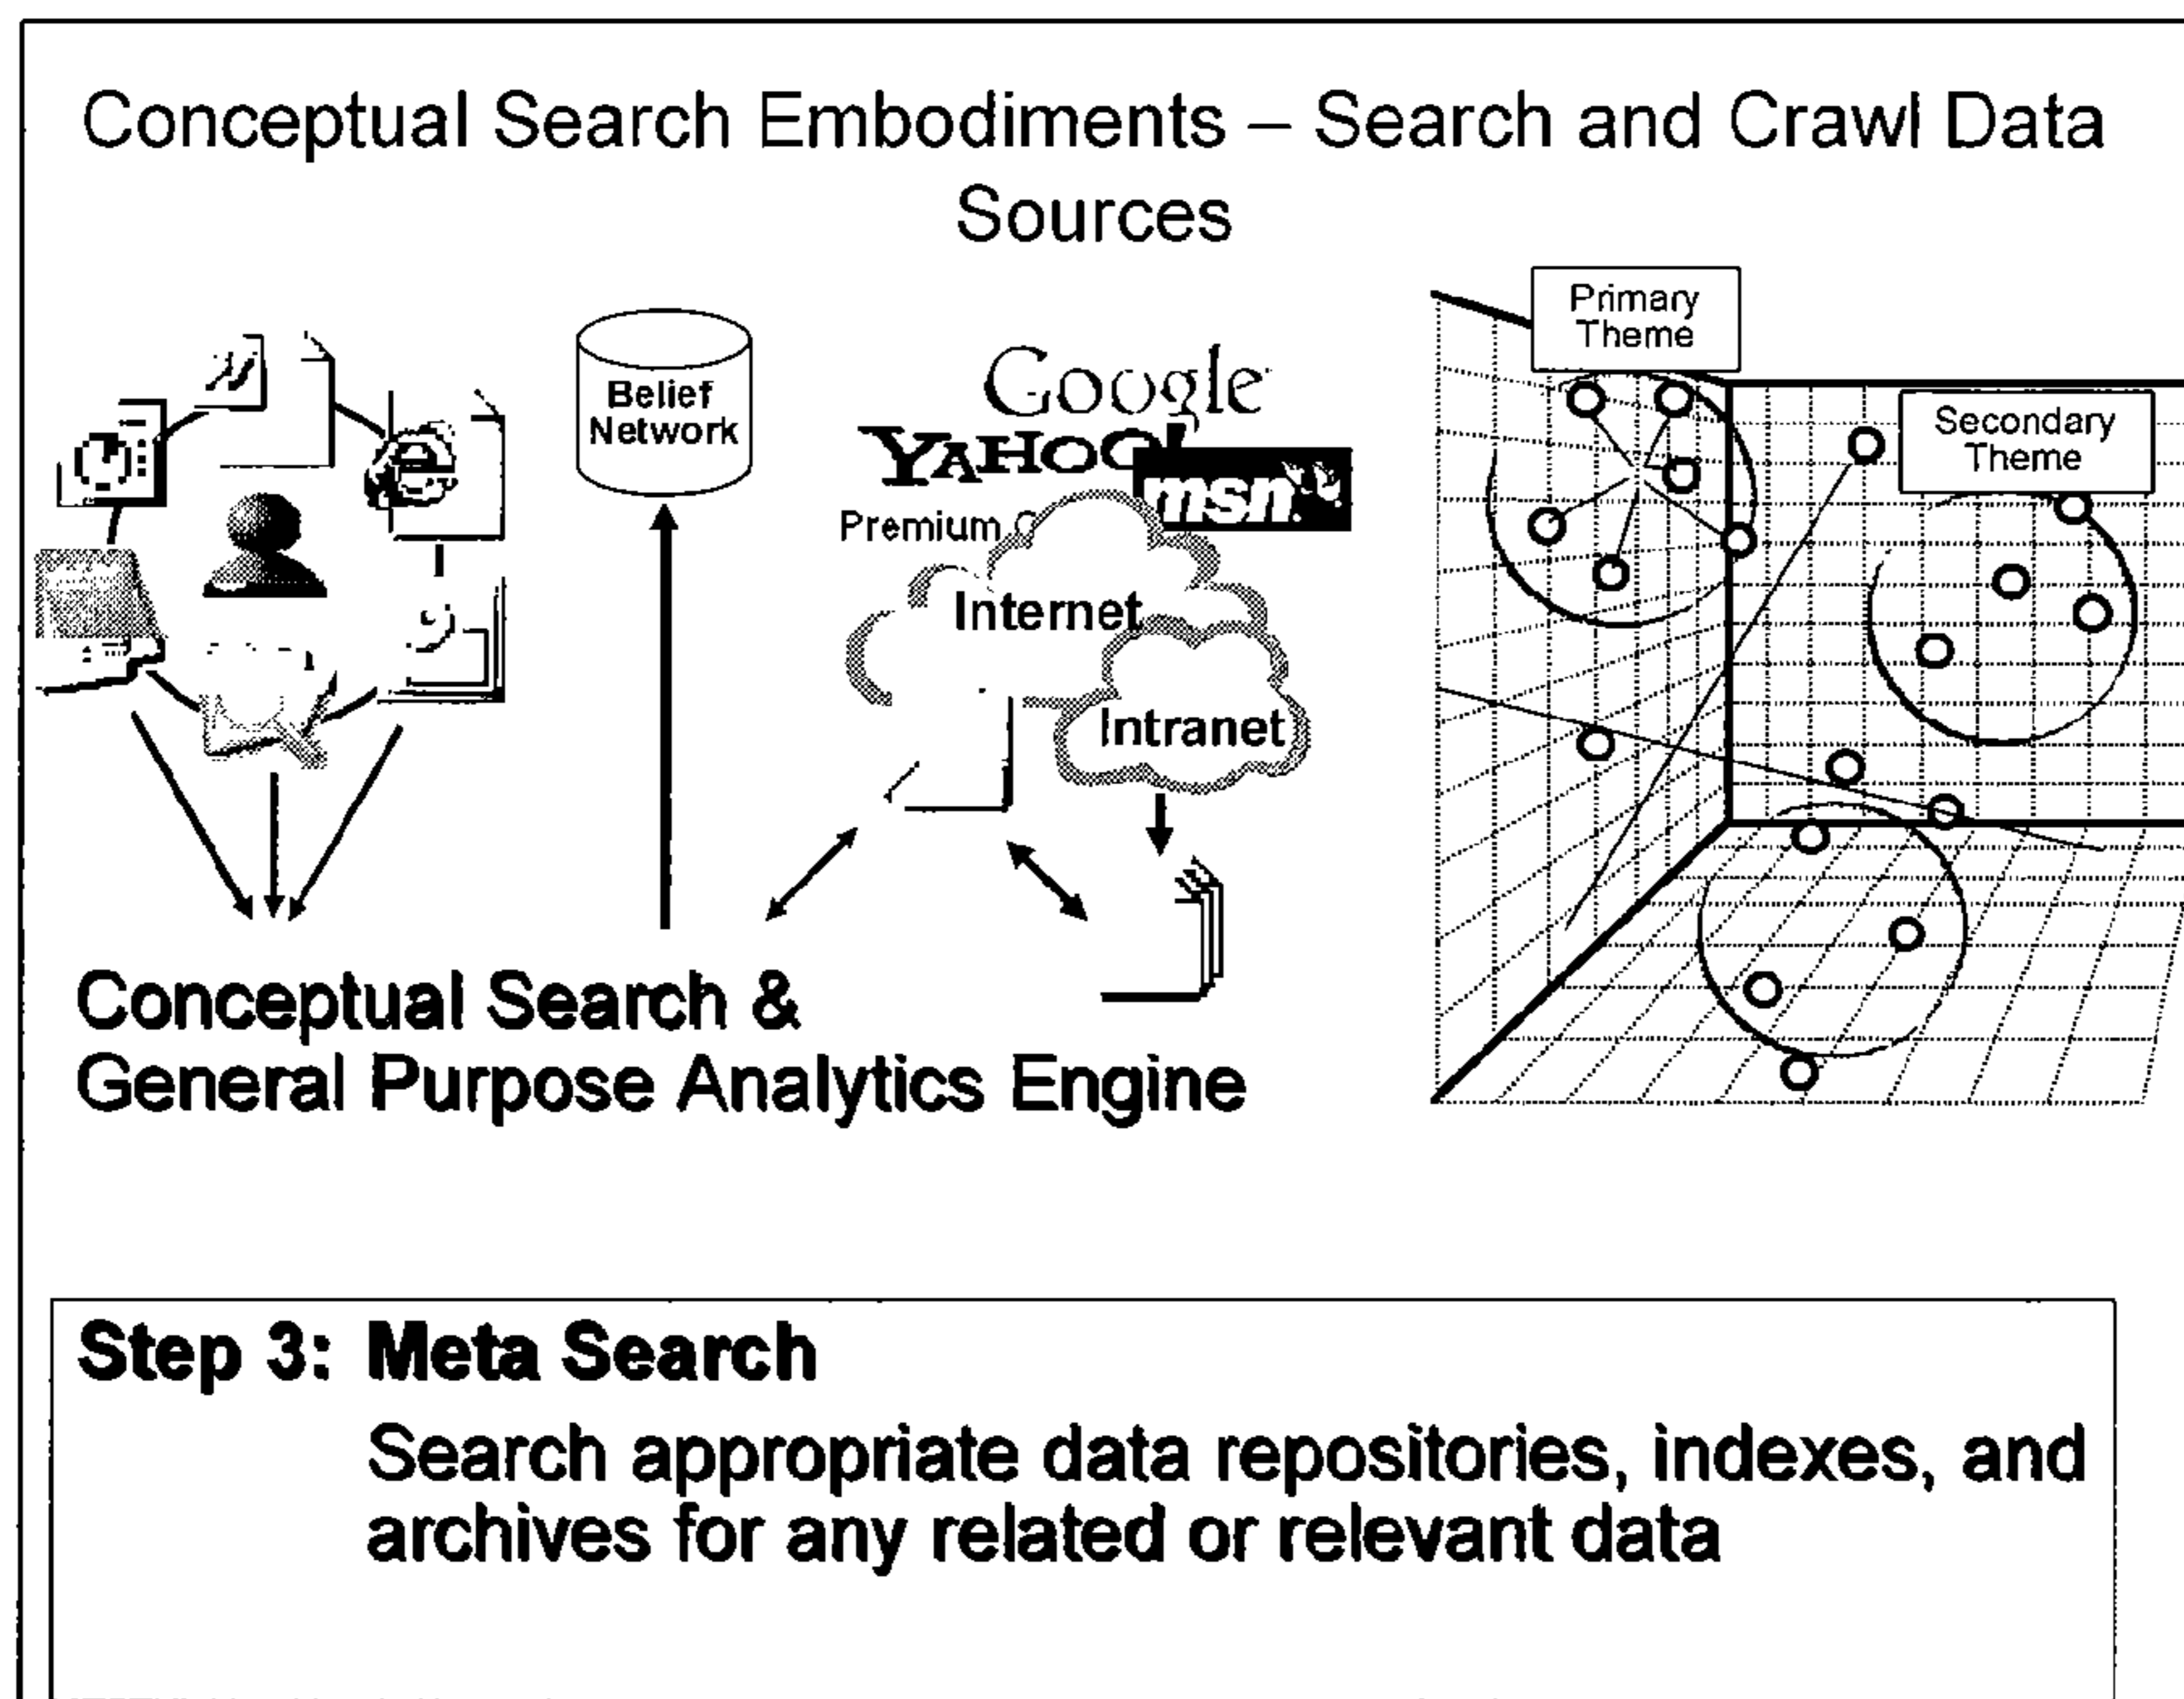 Conceptual Search Embodiments – Search and Crawl Data
Sources
Primary
Theme
Belief
Network
Google
YAHOO!
msn
Secondary
Theme
Premium
Internet
Intranet
Conceptual Search &
General Purpose Analytics Engine
Step 3: Meta Search
Search appropriate data repositories, indexes, and
archives for any related or relevant data